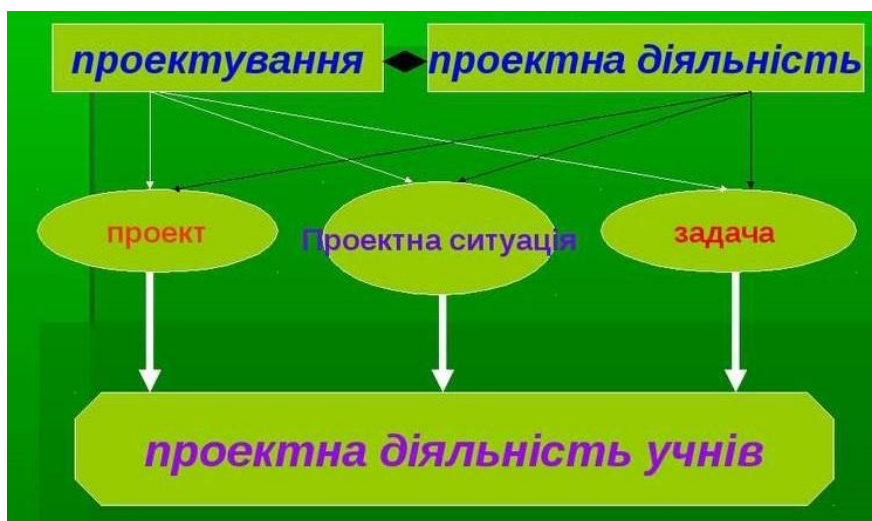 проектування
проектна діяльність
проект
Проектна ситуація
задача
проектна діяльність учнів